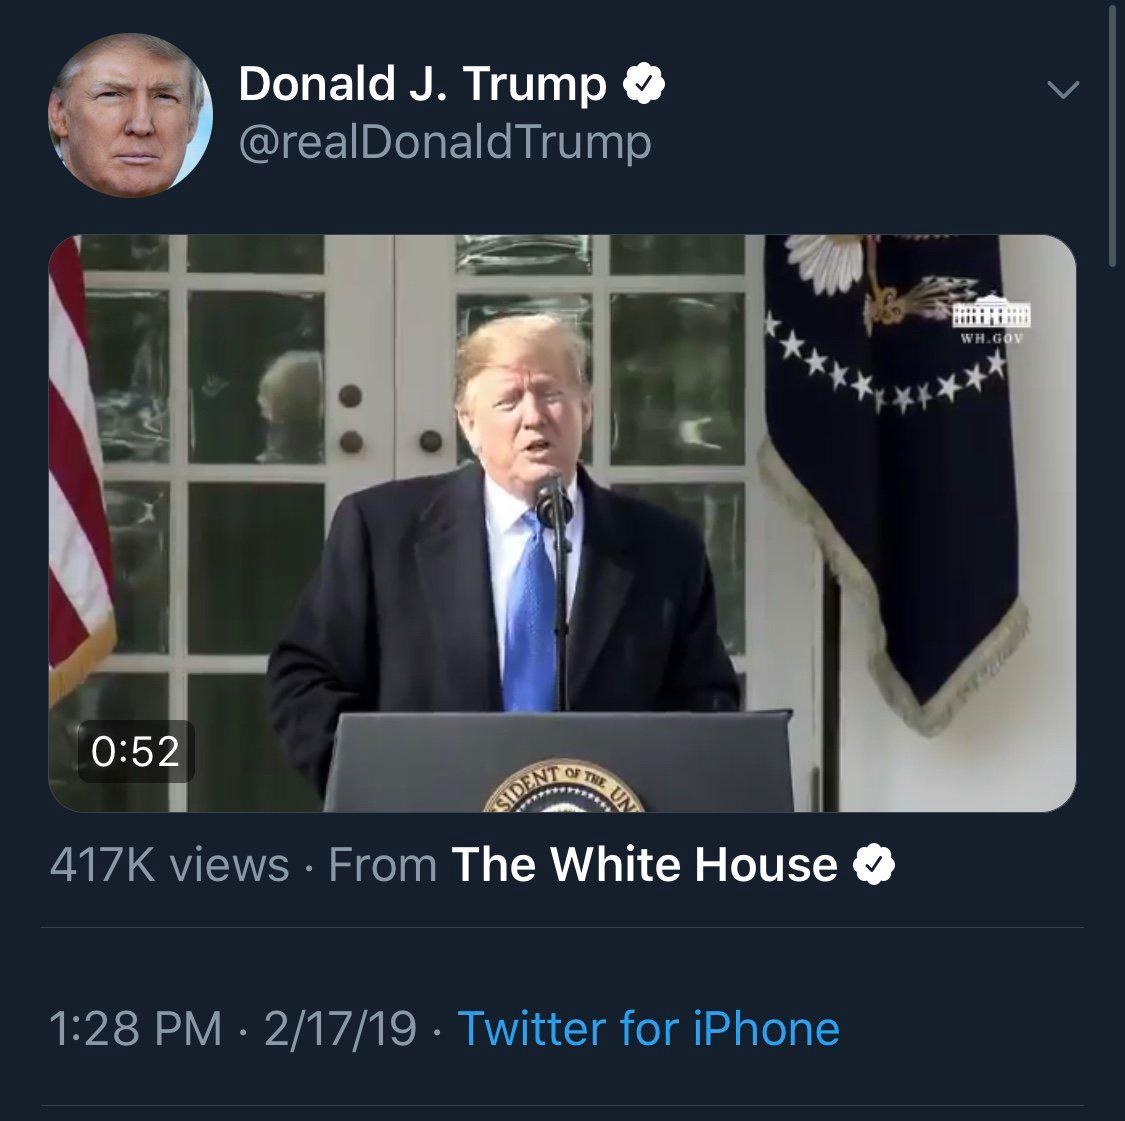 Donald J. Trump
@realDonaldTrump
WH.GOV
0:52
SIDENT OF THE UN
417K views · From The White House
1:28 PM · 2/17/19 · Twitter for iPhone